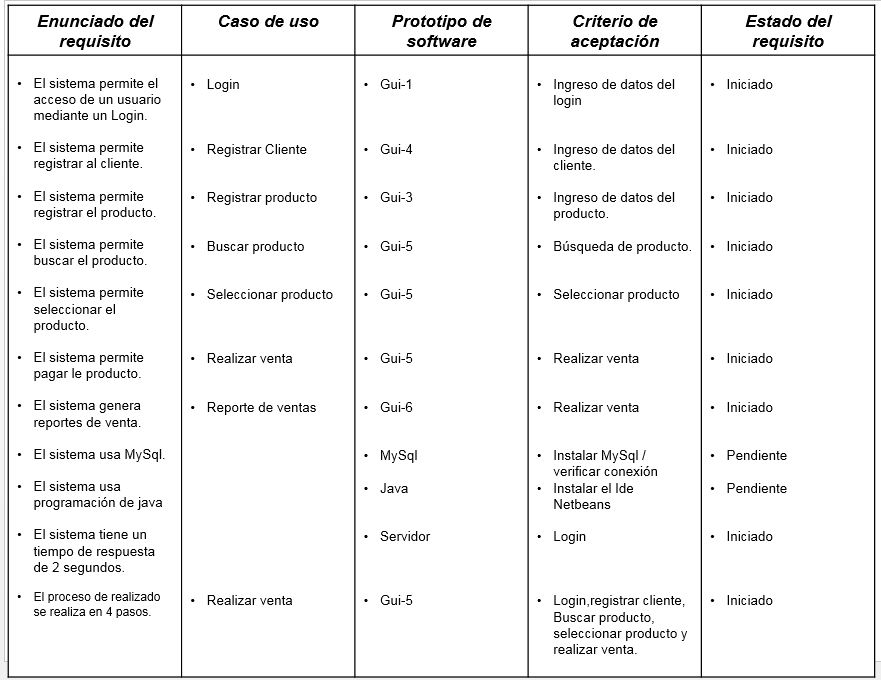 Enunciado del requisito | Caso de uso | Prototipo de software | Criterio de aceptación | Estado del requisito
• El sistema permite el acceso de un usuario mediante un Login. | • Login | • Gui-1 | • Ingreso de datos del login | • Iniciado
• El sistema permite registrar al cliente. | • Registrar Cliente | • Gui-4 | • Ingreso de datos del cliente. | • Iniciado
• El sistema permite registrar el producto. | • Registrar producto | • Gui-3 | • Ingreso de datos del producto. | • Iniciado
• El sistema permite buscar el producto. | • Buscar producto | • Gui-5 | • Búsqueda de producto. | • Iniciado
• El sistema permite seleccionar el producto. | • Seleccionar producto | • Gui-5 | • Seleccionar producto | • Iniciado
• El sistema permite pagar le producto. | • Realizar venta | • Gui-5 | • Realizar venta | • Iniciado
• El sistema genera reportes de venta. | • Reporte de ventas | • Gui-6 | • Realizar venta | • Iniciado
• El sistema usa MySql. | | • MySql | • Instalar MySql / verificar conexión | • Pendiente
• El sistema usa programación de java | | • Java | • Instalar el Ide Netbeans | • Pendiente
• El sistema tiene un tiempo de respuesta de 2 segundos. | | • Servidor | • Login | • Iniciado
• El proceso de realizado se realiza en 4 pasos. | • Realizar venta | • Gui-5 | • Login,registrar cliente, Buscar producto, seleccionar producto y realizar venta. | • Iniciado